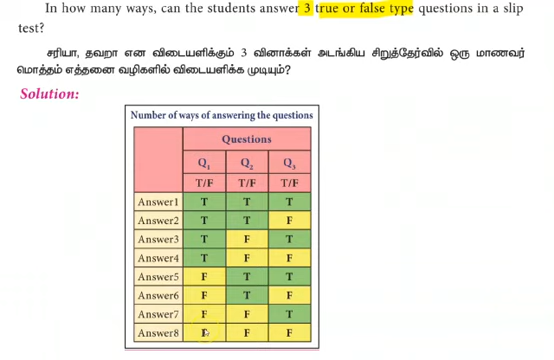 In how many ways, can the students answer 3 true or false type questions in a slip
test?
சரியா, தவறா என விடையளிக்கும் 3 வினாக்கள் அடங்கிய சிறுத்தேர்வில் ஒரு மாணவர்
மொத்தம் எத்தனை வழிகளில் விடையளிக்க முடியும்?
Solution:
Number of ways of answering the questions
Questions
Q₁ Q₂ Q₃
T/F T/F T/F
Answer1 T T T
Answer2 T T F
Answer3 T F T
Answer4 T F F
Answer5 F T T
Answer6 F T F
Answer7 F F T
Answer8 F F F